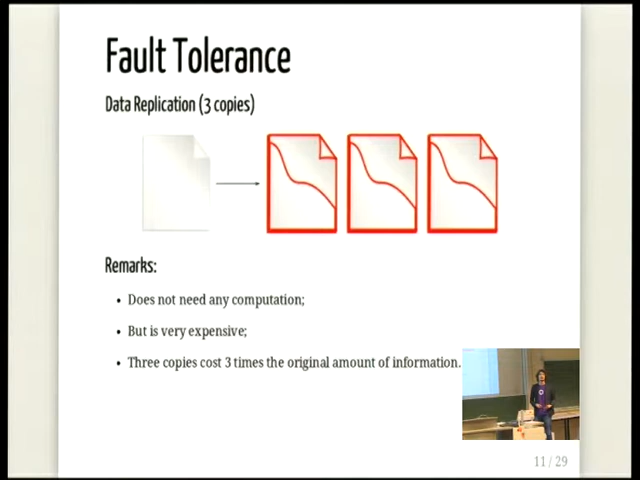 Fault Tolerance
Data Replication (3 copies)
Remarks:
Does not need any computation;
But is very expensive;
Three copies cost 3 times the original amount of information.
11 / 29